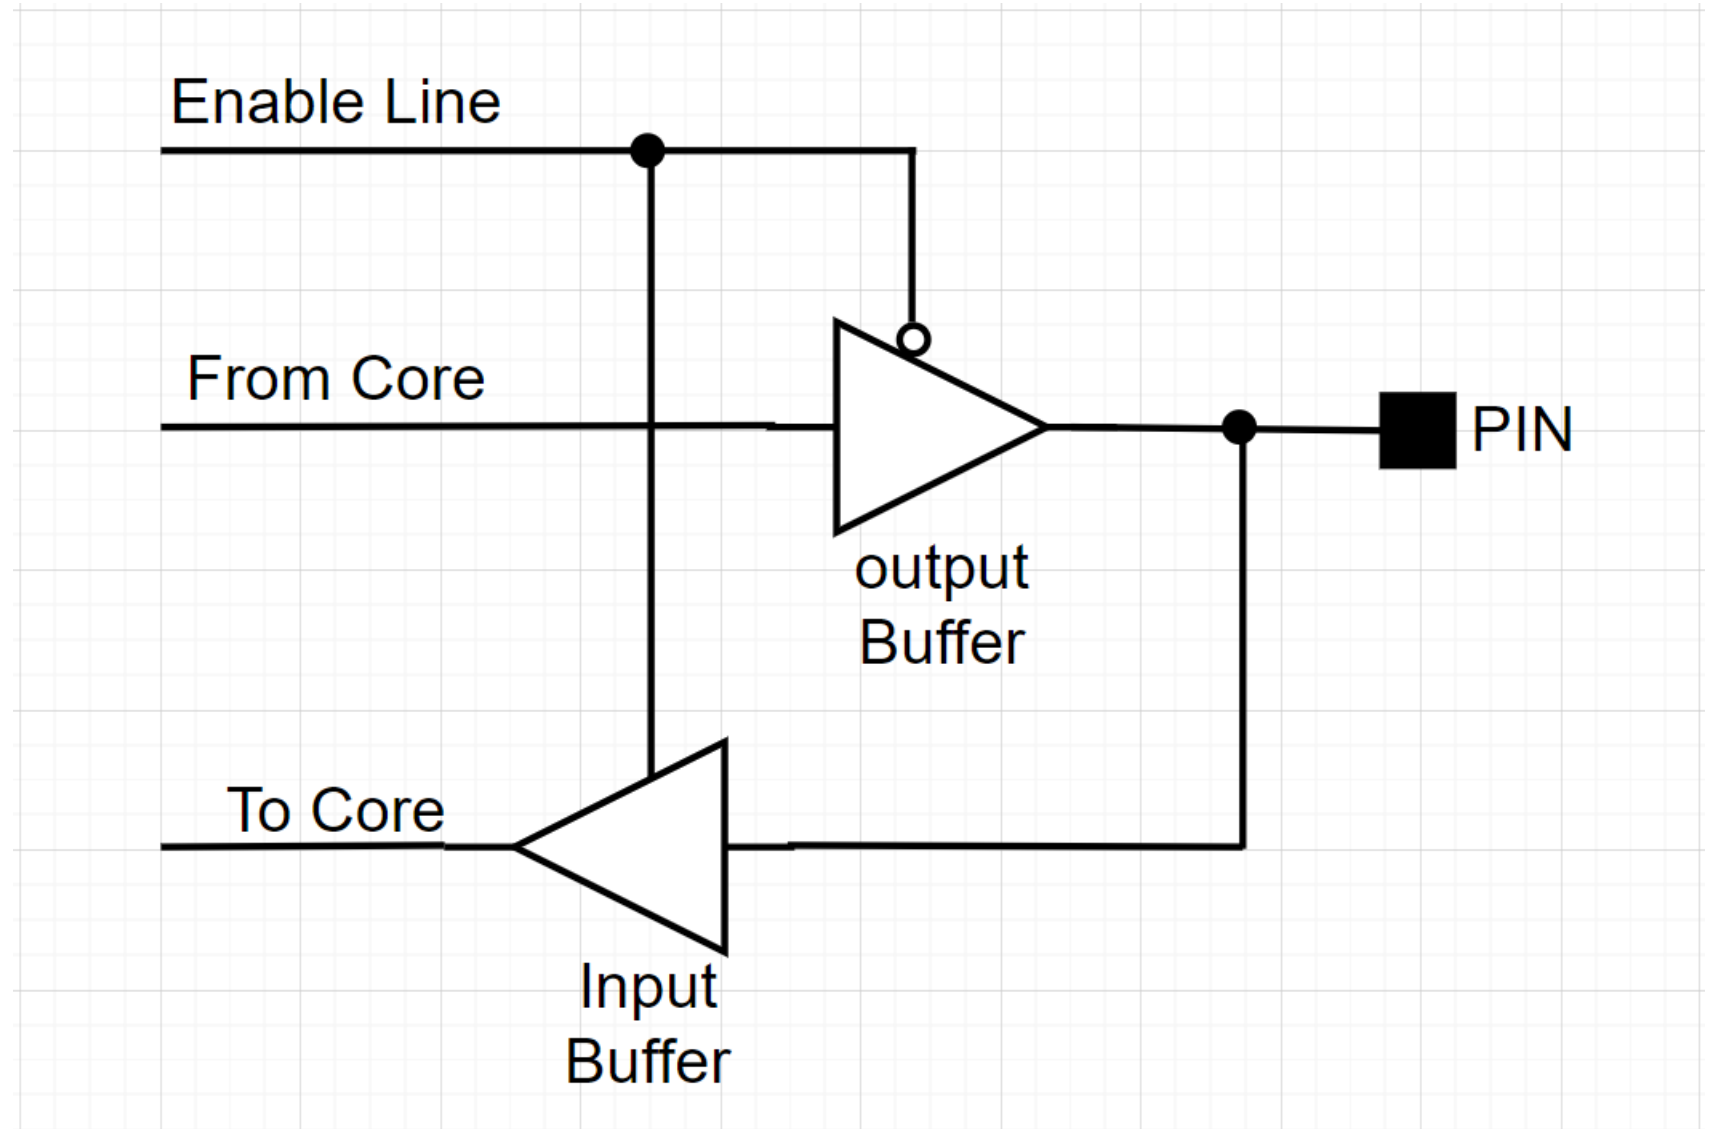 Enable Line
From Core
PIN
output
Buffer
To Core
Input
Buffer